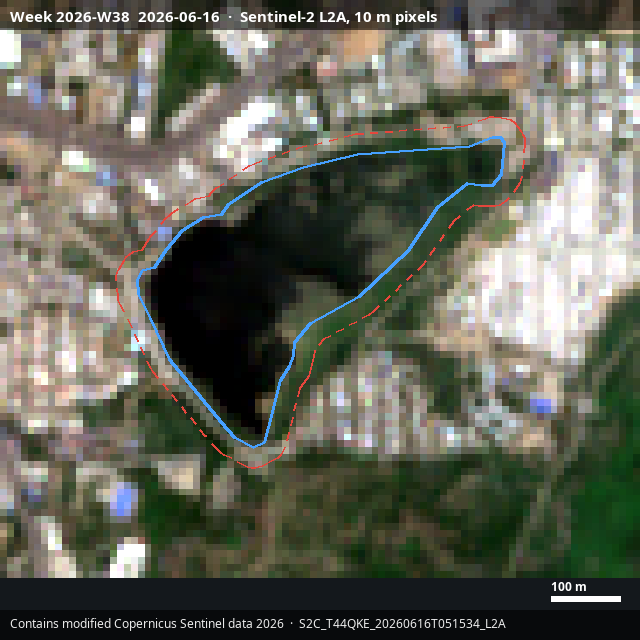 Week 2026-W38  2026-06-16  ·  Sentinel-2 L2A, 10 m pixels
100 m
Contains modified Copernicus Sentinel data 2026  ·  S2C_T44QKE_20260616T051534_L2A